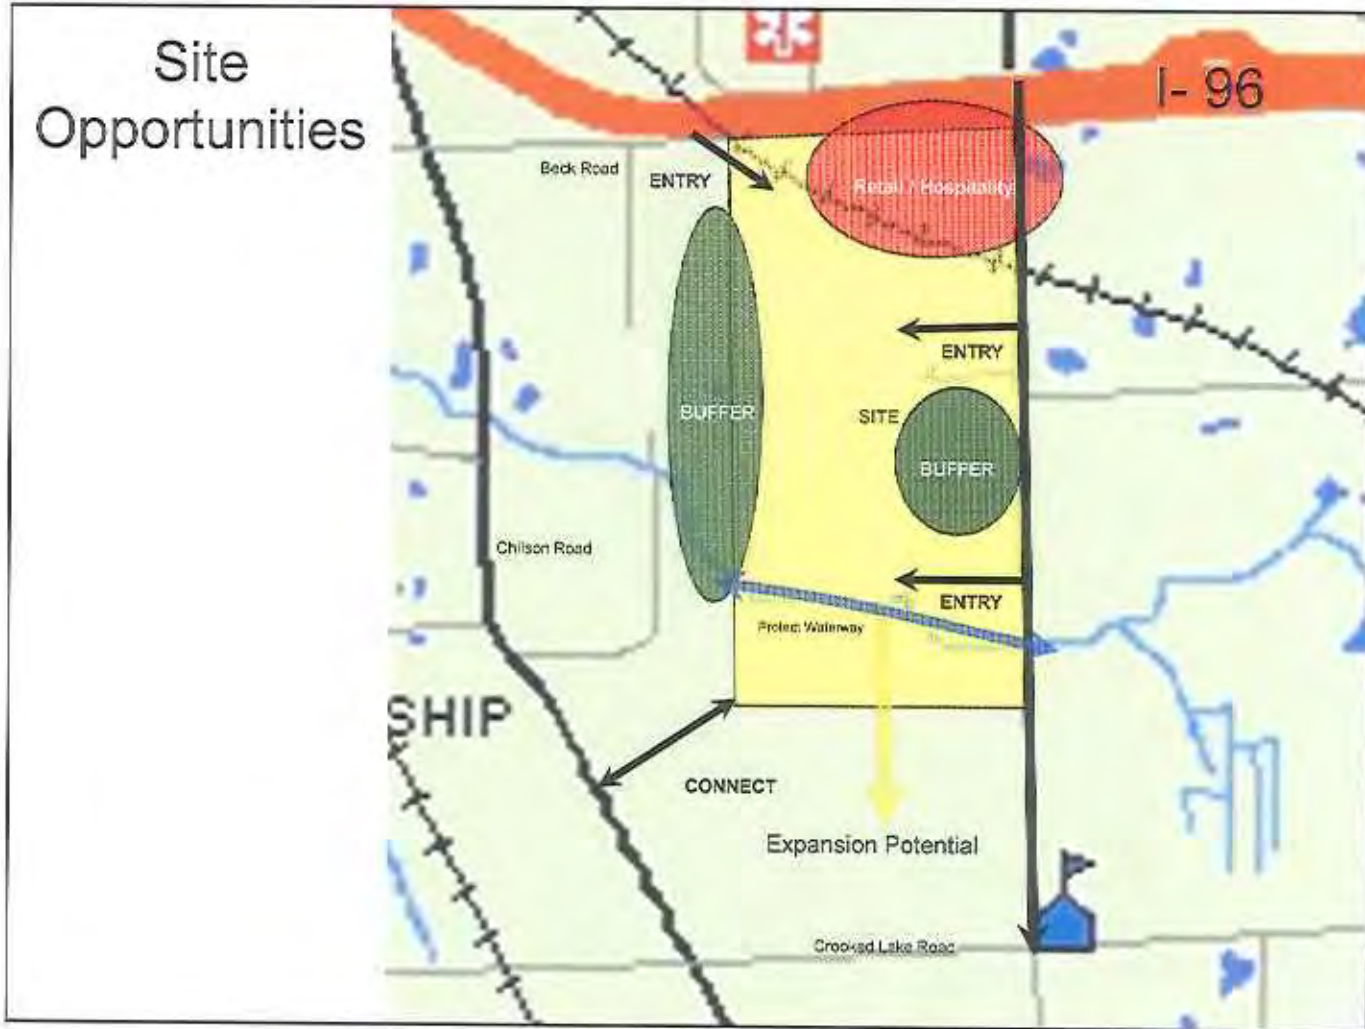 Site
Opportunities
I- 96
Beck Road
ENTRY
Retail / Hospitality
ENTRY
BUFFER
SITE
BUFFER
Chilson Road
ENTRY
Protect Waterway
SHIP
CONNECT
Expansion Potential
Crooked Lake Road